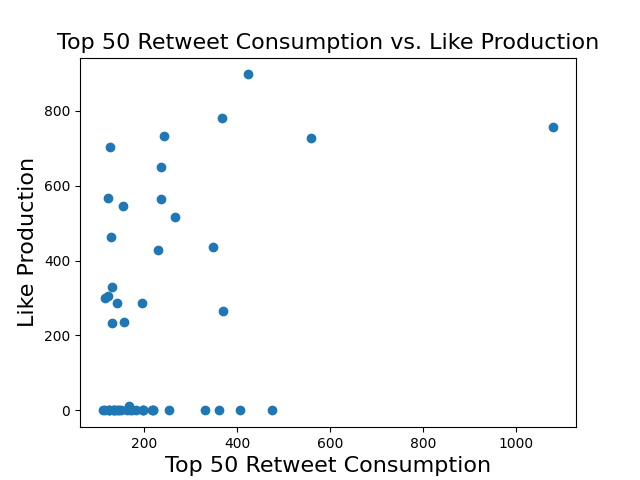 Top 50 Retweet Consumption vs. Like Production
800
600
400
200
0
Like Production
200 400 600 800 1000
Top 50 Retweet Consumption